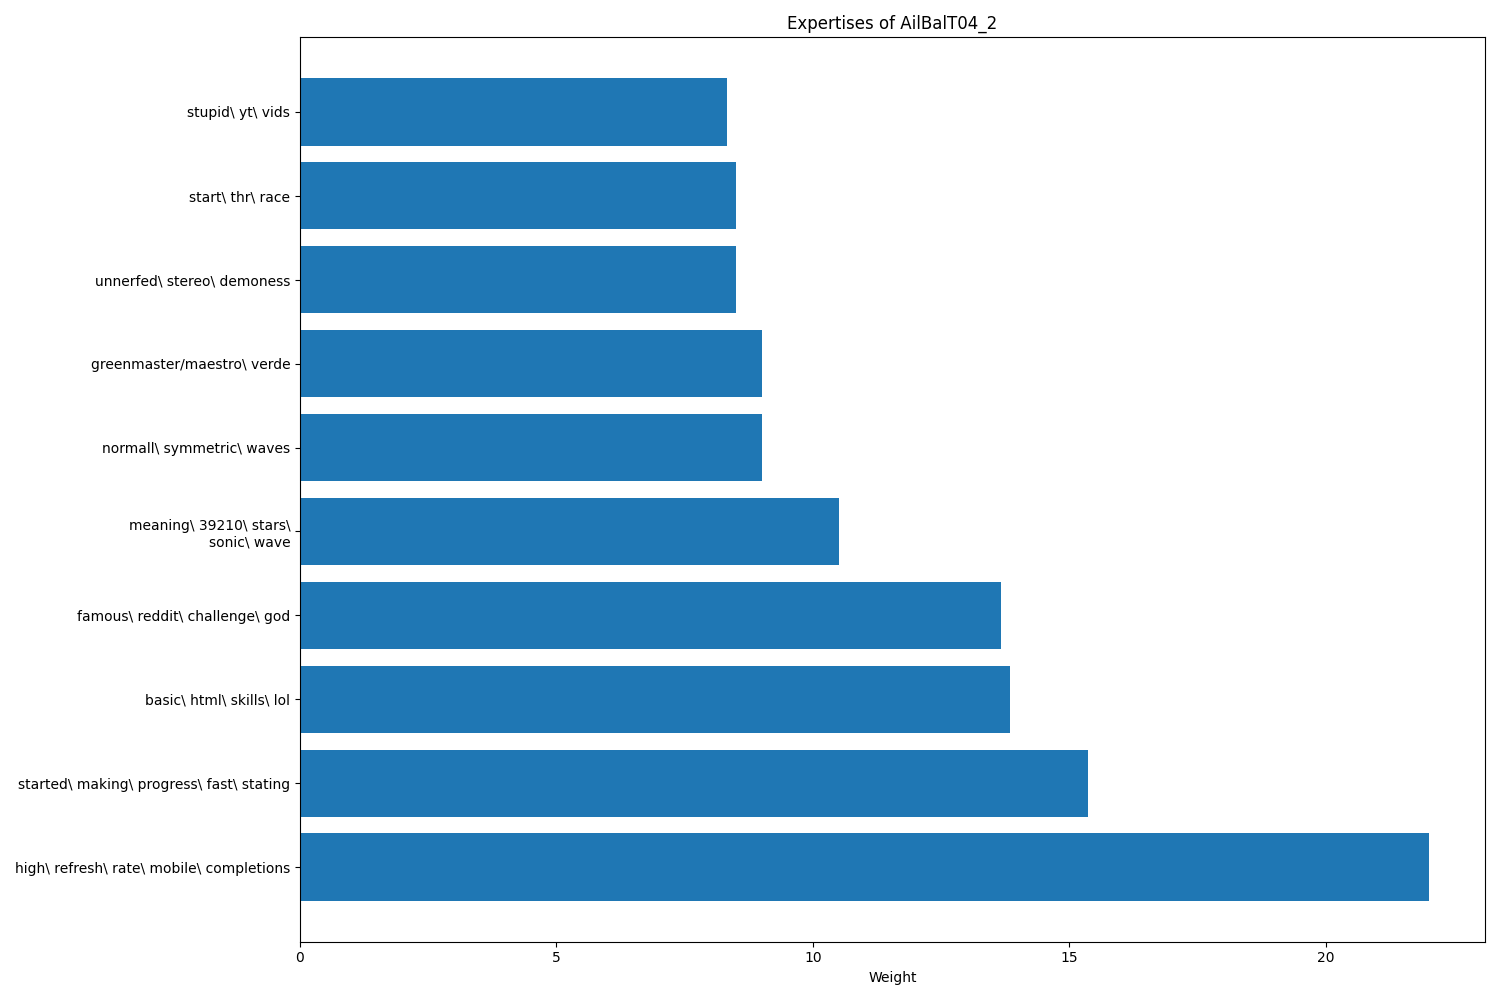 Expertises of AilBalT04_2
stupid\ yt\ vids
start\ thr\ race
unnerfed\ stereo\ demoness
greenmaster/maestro\ verde
normall\ symmetric\ waves
meaning\ 39210\ stars\
sonic\ wave
famous\ reddit\ challenge\ god
basic\ html\ skills\ lol
started\ making\ progress\ fast\ stating
high\ refresh\ rate\ mobile\ completions
0 5 10 15 20
Weight